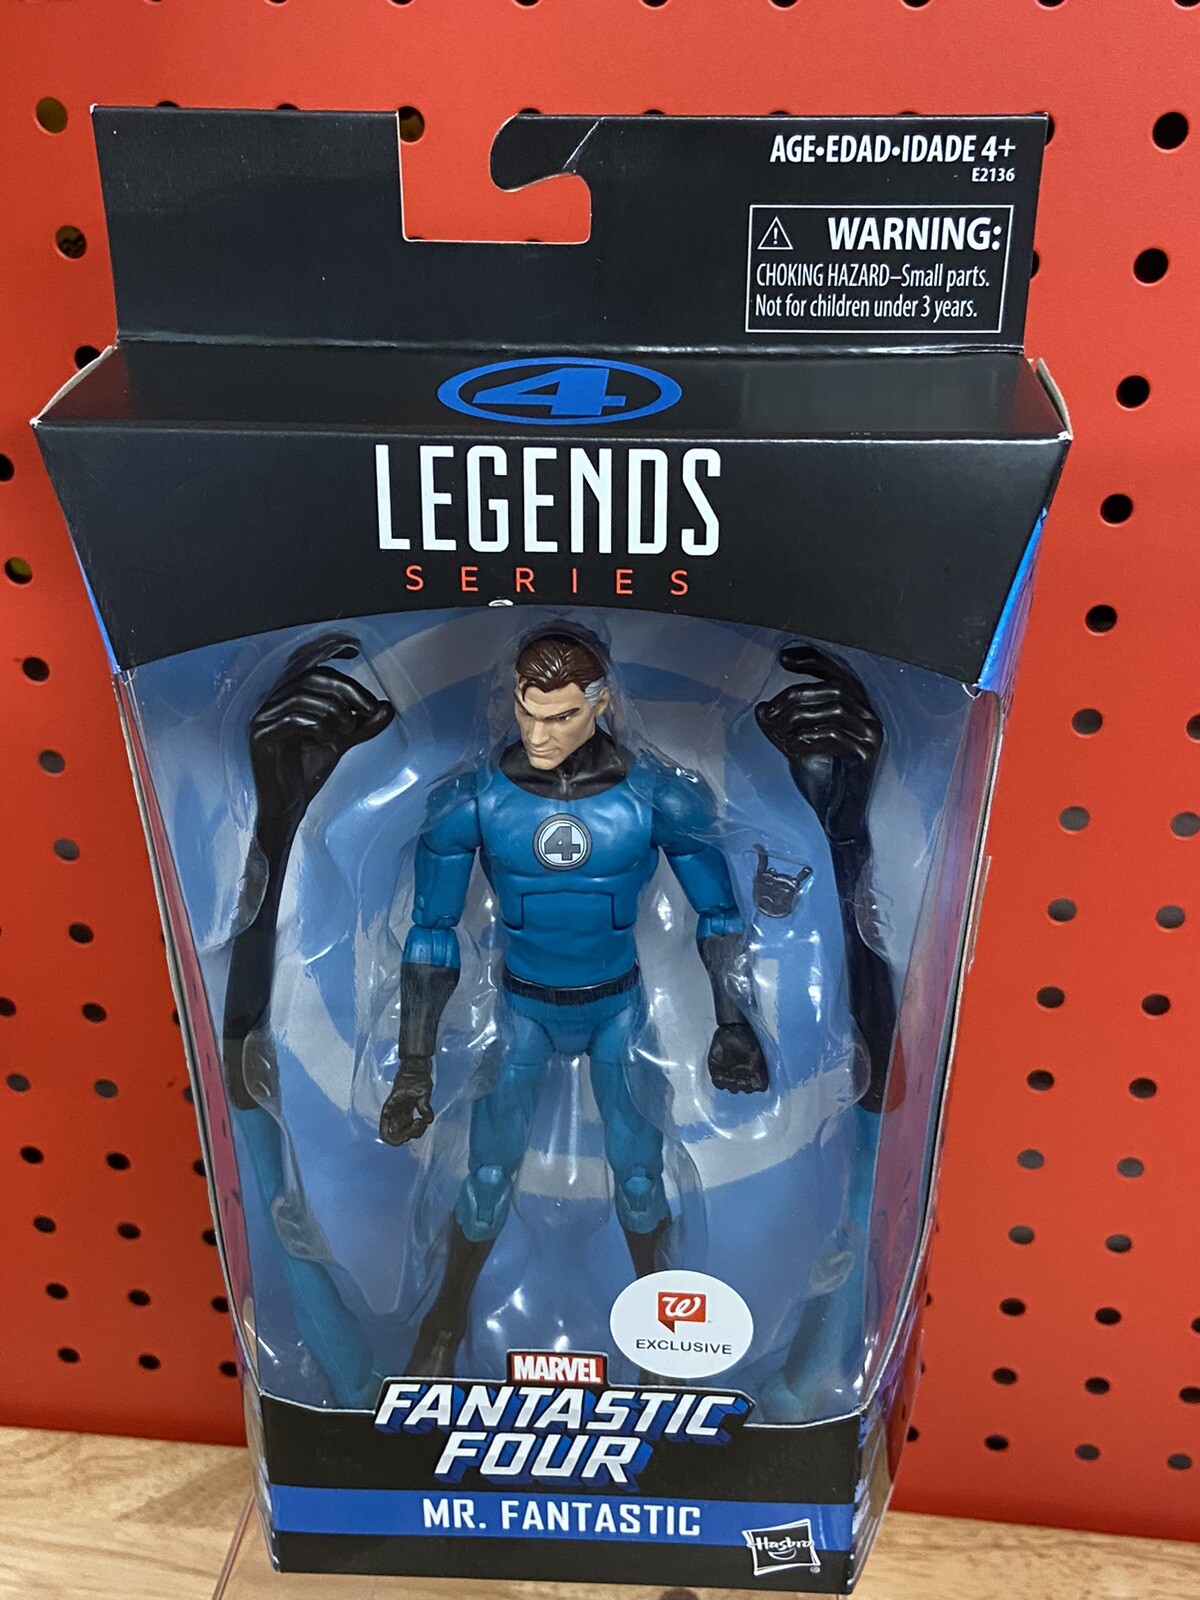 AGE•EDAD•IDADE 4+
E2136
WARNING:
CHOKING HAZARD–Small parts.
Not for children under 3 years.
4
LEGENDS
SERIES
4
W
EXCLUSIVE
MARVEL
FANTASTIC
FOUR
MR. FANTASTIC
Hasbro